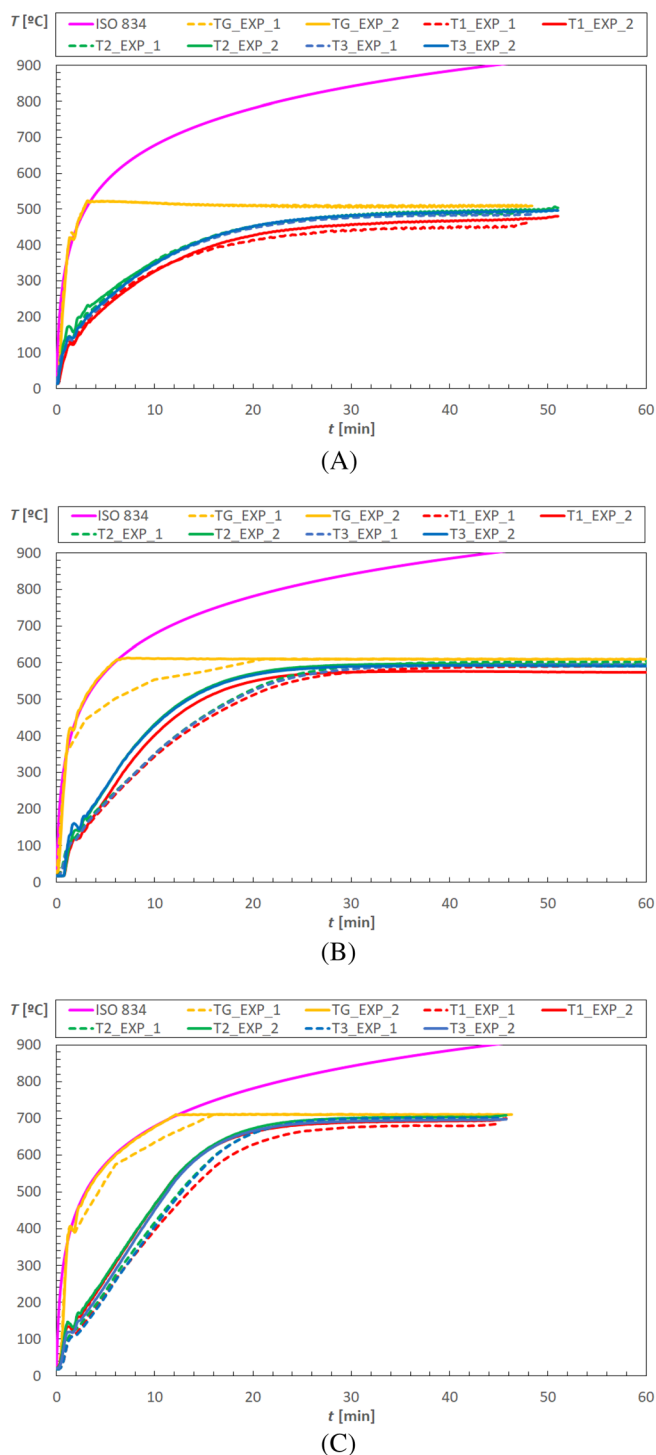 T [ºC]
ISO 834 TG_EXP_1 TG_EXP_2 T1_EXP_1 T1_EXP_2
T2_EXP_1 T2_EXP_2 T3_EXP_1 T3_EXP_2
900
800
700
600
500
400
300
200
100
0
0 10 20 30 40 50 60
t [min]
(A)
T [ºC]
ISO 834 TG_EXP_1 TG_EXP_2 T1_EXP_1 T1_EXP_2
T2_EXP_1 T2_EXP_2 T3_EXP_1 T3_EXP_2
900
800
700
600
500
400
300
200
100
0
0 10 20 30 40 50 60
t [min]
(B)
T [ºC]
ISO 834 TG_EXP_1 TG_EXP_2 T1_EXP_1 T1_EXP_2
T2_EXP_1 T2_EXP_2 T3_EXP_1 T3_EXP_2
900
800
700
600
500
400
300
200
100
0
0 10 20 30 40 50 60
t [min]
(C)